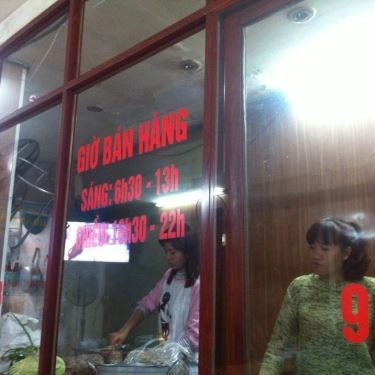 GIỜ BÁN HÀNG
SÁNG: 6h30 - 13h
CHIỀU: 16h30 - 22h
9